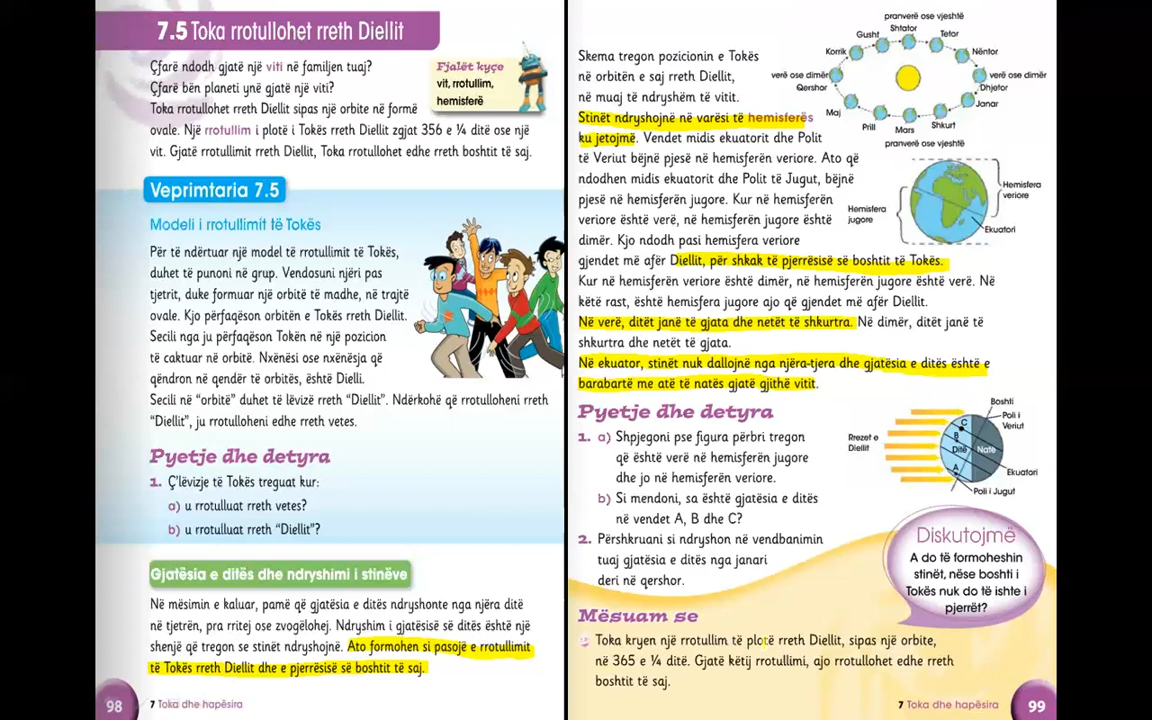 7.5 Toka rrotullohet rreth Diellit
Çfarë ndodh gjatë një viti në familjen tuaj?
Çfarë bën planeti ynë gjatë një viti?
Toka rrotullohet rreth Diellit sipas një orbite në formë
ovale. Një rrotullim i plotë i Tokës rreth Diellit zgjat 356 e ¼ ditë ose një
vit. Gjatë rrotullimit rreth Diellit, Toka rrotullohet edhe rreth boshtit të saj.
Fjalët kyçe
vit, rrotullim,
hemisferë
Veprimtaria 7.5
Modeli i rrotullimit të Tokës
Për të ndërtuar një model të rrotullimit të Tokës,
duhet të punoni në grup. Vendosuni njëri pas
tjetrit, duke formuar një orbitë të madhe, në trajtë
ovale. Kjo përfaqëson orbitën e Tokës rreth Diellit.
Secili nga ju përfaqëson Tokën në një pozicion
të caktuar në orbitë. Nxënësi ose nxënësja që
qëndron në qendër të orbitës, është Dielli.
Secili në “orbitë” duhet të lëvizë rreth “Diellit”. Ndërkohë që rrotulloheni rreth
“Diellit”, ju rrotulloheni edhe rreth vetes.
Pyetje dhe detyra
1. Ç’lëvizje të Tokës treguat kur:
a) u rrotulluat rreth vetes?
b) u rrotulluat rreth “Diellit”?
Gjatësia e ditës dhe ndryshimi i stinëve
Në mësimin e kaluar, pamë që gjatësia e ditës ndryshonte nga njëra ditë
në tjetrën, pra rritej ose zvogëlohej. Ndryshim i gjatësisë së ditës është një
shenjë që tregon se stinët ndryshojnë. Ato formohen si pasojë e rrotullimit
të Tokës rreth Diellit dhe e pjerrësisë së boshtit të saj.
98
7 Toka dhe hapësira
Skema tregon pozicionin e Tokës
në orbitën e saj rreth Diellit,
në muaj të ndryshëm të vitit.
Stinët ndryshojnë në varësi të hemisferës
ku jetojmë. Vendet midis ekuatorit dhe Polit
të Veriut bëjnë pjesë në hemisferën veriore. Ato që
ndodhen midis ekuatorit dhe Polit të Jugut, bëjnë
pjesë në hemisferën jugore. Kur në hemisferën
veriore është verë, në hemisferën jugore është
dimër. Kjo ndodh pasi hemisfera veriore
gjendet më afër Diellit, për shkak të pjerrësisë së boshtit të Tokës.
Kur në hemisferën veriore është dimër, në hemisferën jugore është verë. Në
këtë rast, është hemisfera jugore ajo që gjendet më afër Diellit.
Në verë, ditët janë të gjata dhe netët të shkurtra. Në dimër, ditët janë të
shkurtra dhe netët të gjata.
Në ekuator, stinët nuk dallojnë nga njëra-tjera dhe gjatësia e ditës është e
barabartë me atë të natës gjatë gjithë vitit.
pranverë ose vjeshtë
Shtator
Gusht
Tetor
Korrik
Nëntor
verë ose dimër
Qershor
verë ose dimër
Dhjetor
Janar
Maj
Prill
Mars
Shkurt
pranverë ose vjeshtë
Hemisfera
veriore
Hemisfera
jugore
Ekuatori
Pyetje dhe detyra
1. a) Shpjegoni pse figura përbri tregon
që është verë në hemisferën jugore
dhe jo në hemisferën veriore.
b) Si mendoni, sa është gjatësia e ditës
në vendet A, B dhe C?
2. Përshkruani si ndryshon në vendbanimin
tuaj gjatësia e ditës nga janari
deri në qershor.
Boshti
Poli i
Veriut
Rrezet e
Diellit
C
B
Ditë
Natë
A
Ekuatori
Poli i Jugut
Diskutojmë
A do të formoheshin
stinët, nëse boshti i
Tokës nuk do të ishte i
pjerrët?
Mësuam se
Toka kryen një rrotullim të plotë rreth Diellit, sipas një orbite,
në 365 e ¼ ditë. Gjatë këtij rrotullimi, ajo rrotullohet edhe rreth
boshtit të saj.
7 Toka dhe hapësira
99